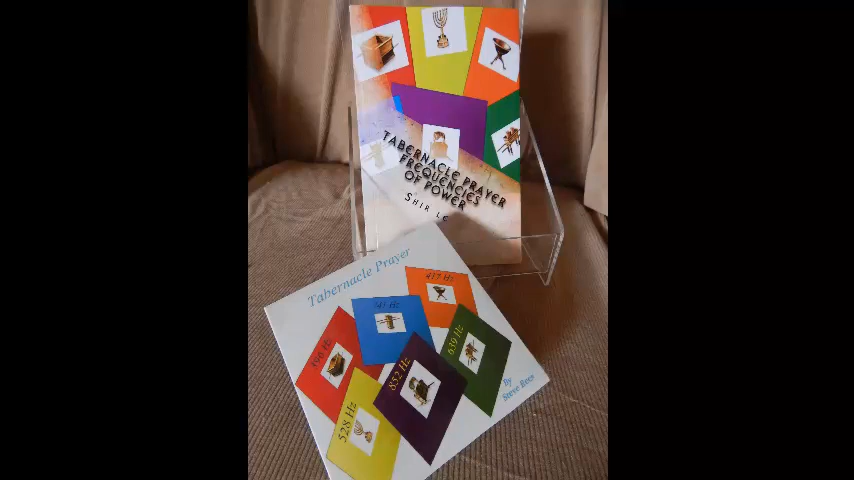 TABERNACLE PRAYER
FREQUENCIES
OF POWER
SHIR LE
Tabernacle Prayer
417 Hz
741 Hz
396 Hz
639 Hz
852 Hz
528 Hz
By
Steve Rees